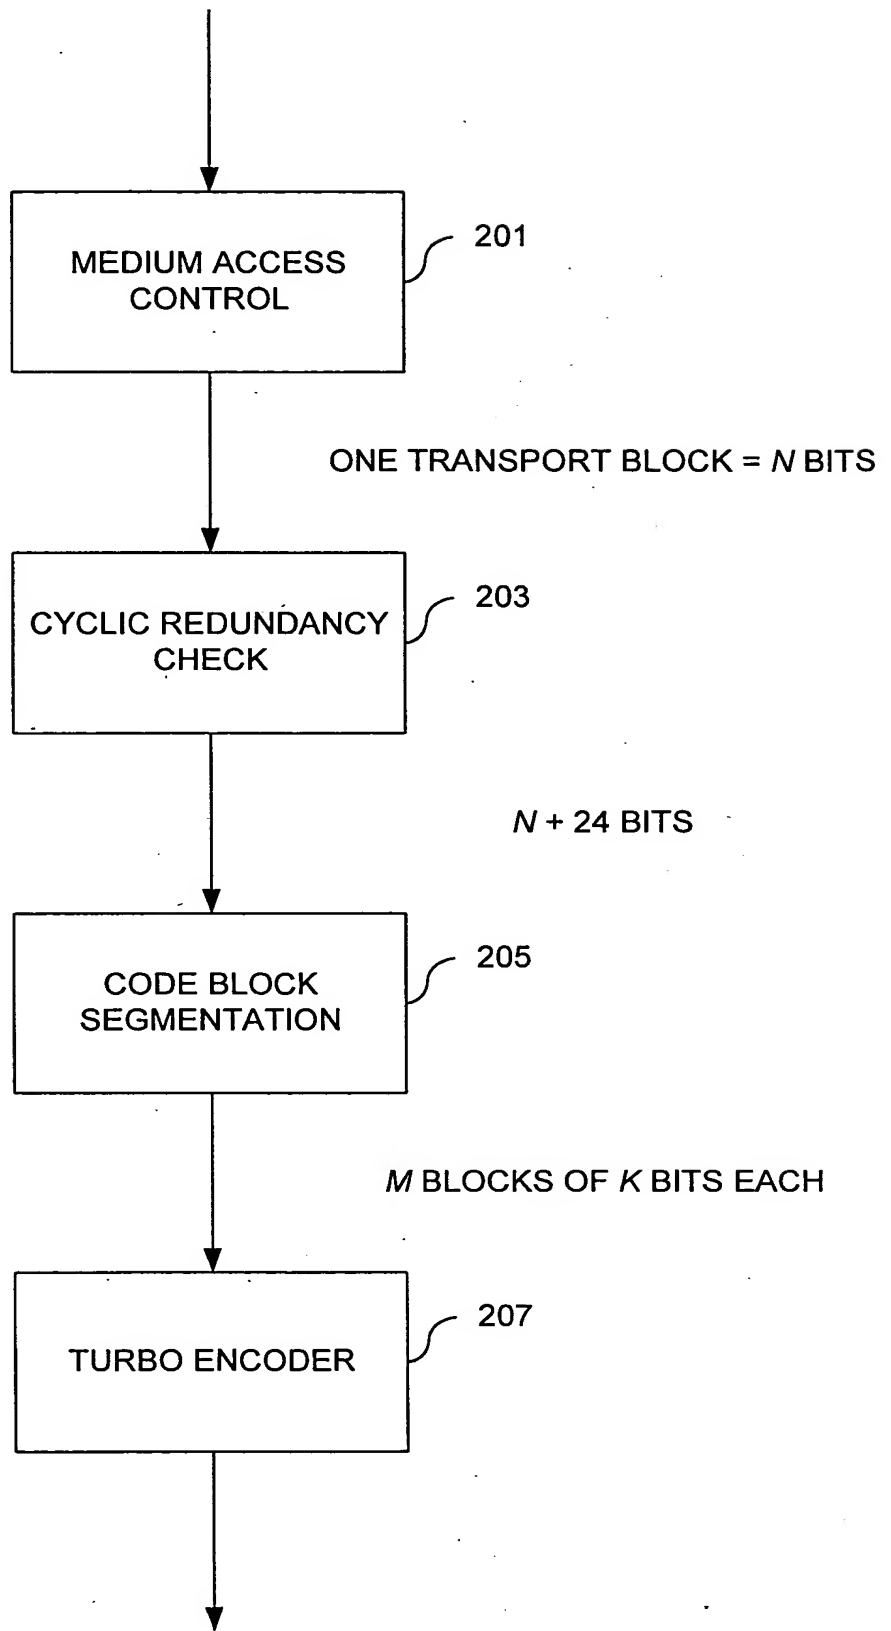 201
MEDIUM ACCESS
CONTROL
ONE TRANSPORT BLOCK = N BITS
203
CYCLIC REDUNDANCY
CHECK
N + 24 BITS
205
CODE BLOCK
SEGMENTATION
M BLOCKS OF K BITS EACH
207
TURBO ENCODER